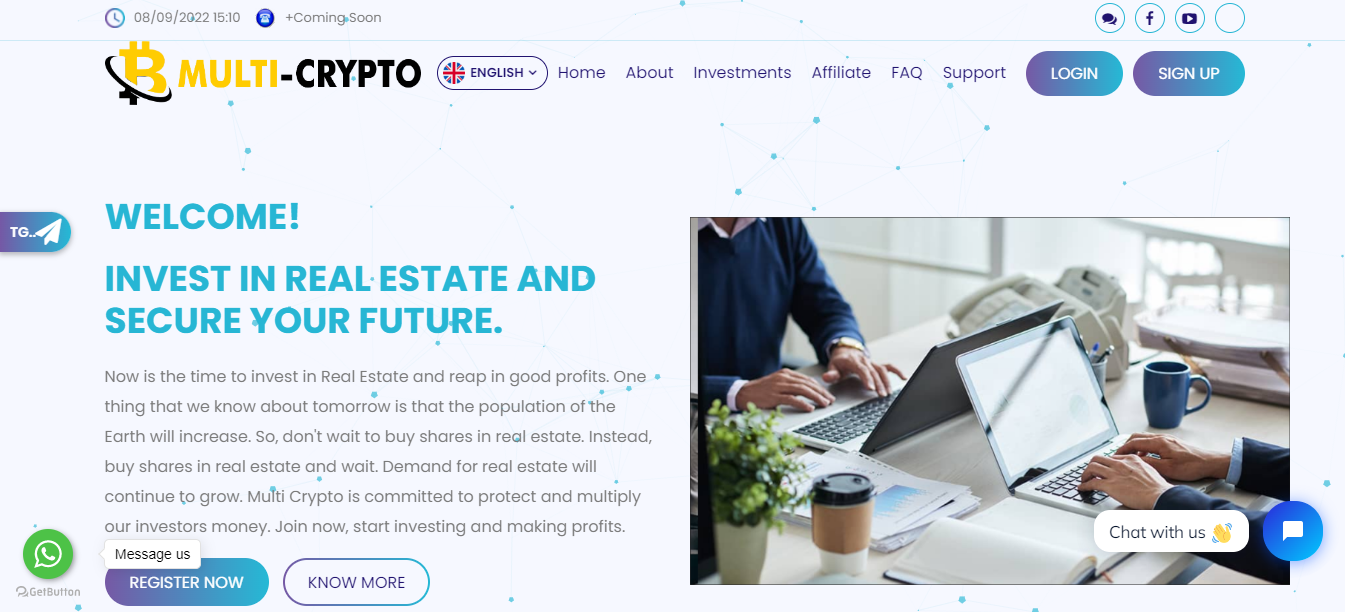 08/09/2022 15:10 +Coming Soon
MULTI-CRYPTO
ENGLISH
Home About Investments Affiliate FAQ Support
LOGIN SIGN UP
TG..
WELCOME!
INVEST IN REAL ESTATE AND
SECURE YOUR FUTURE.
Now is the time to invest in Real Estate and reap in good profits. One
thing that we know about tomorrow is that the population of the
Earth will increase. So, don't wait to buy shares in real estate. Instead,
buy shares in real estate and wait. Demand for real estate will
continue to grow. Multi Crypto is committed to protect and multiply
our investors money. Join now, start investing and making profits.
Message us
REGISTER NOW KNOW MORE
GetButton
Chat with us 👋